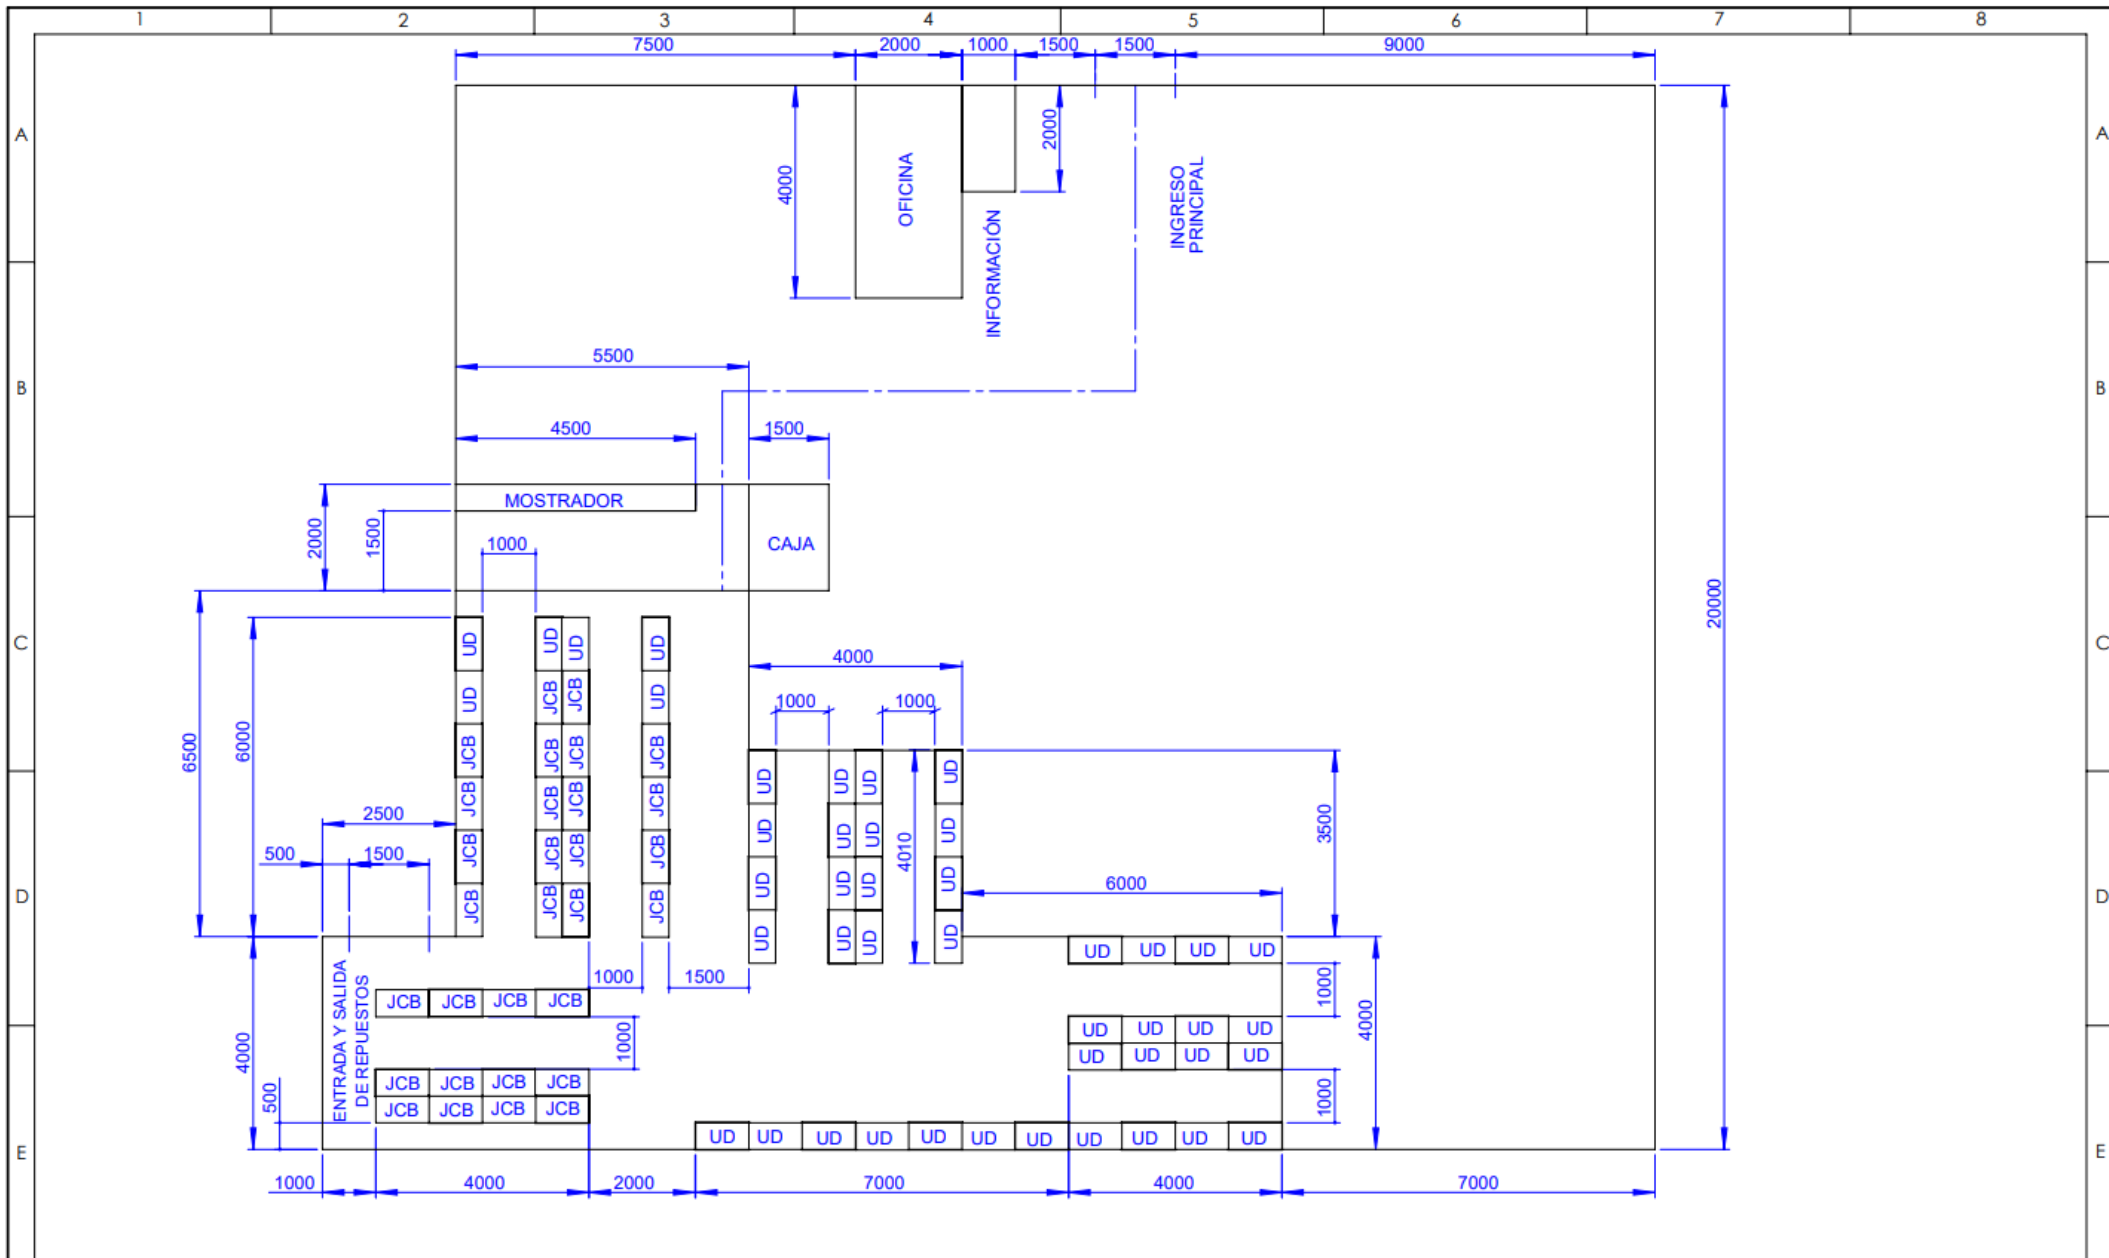 1 2 3 4 5 6 7 8
7500 2000 1000 1500 1500 9000
A A
4000
OFICINA
2000
INFORMACIÓN
INGRESO
PRINCIPAL
5500
B B
4500 1500
MOSTRADOR
2000
1500
1000
CAJA
20000
C C
UD UD UD UD
4000
UD JCB JCB UD
1000 1000
6500
6000
JCB JCB JCB JCB
UD UD UD UD
JCB JCB JCB JCB
2500
3500
UD UD UD UD
4010
JCB JCB JCB JCB
500 1500
UD UD UD UD
6000
D D
JCB JCB JCB JCB
UD UD UD UD
UD UD UD UD
1000 1500
1000
ENTRADA Y SALIDA
DE REPUESTOS
JCB JCB JCB JCB
4000
1000
4000
UD UD UD UD
UD UD UD UD
JCB JCB JCB JCB
500
1000
JCB JCB JCB JCB
UD UD UD UD UD UD UD UD UD UD UD
E E
1000 4000 2000 7000 4000 7000